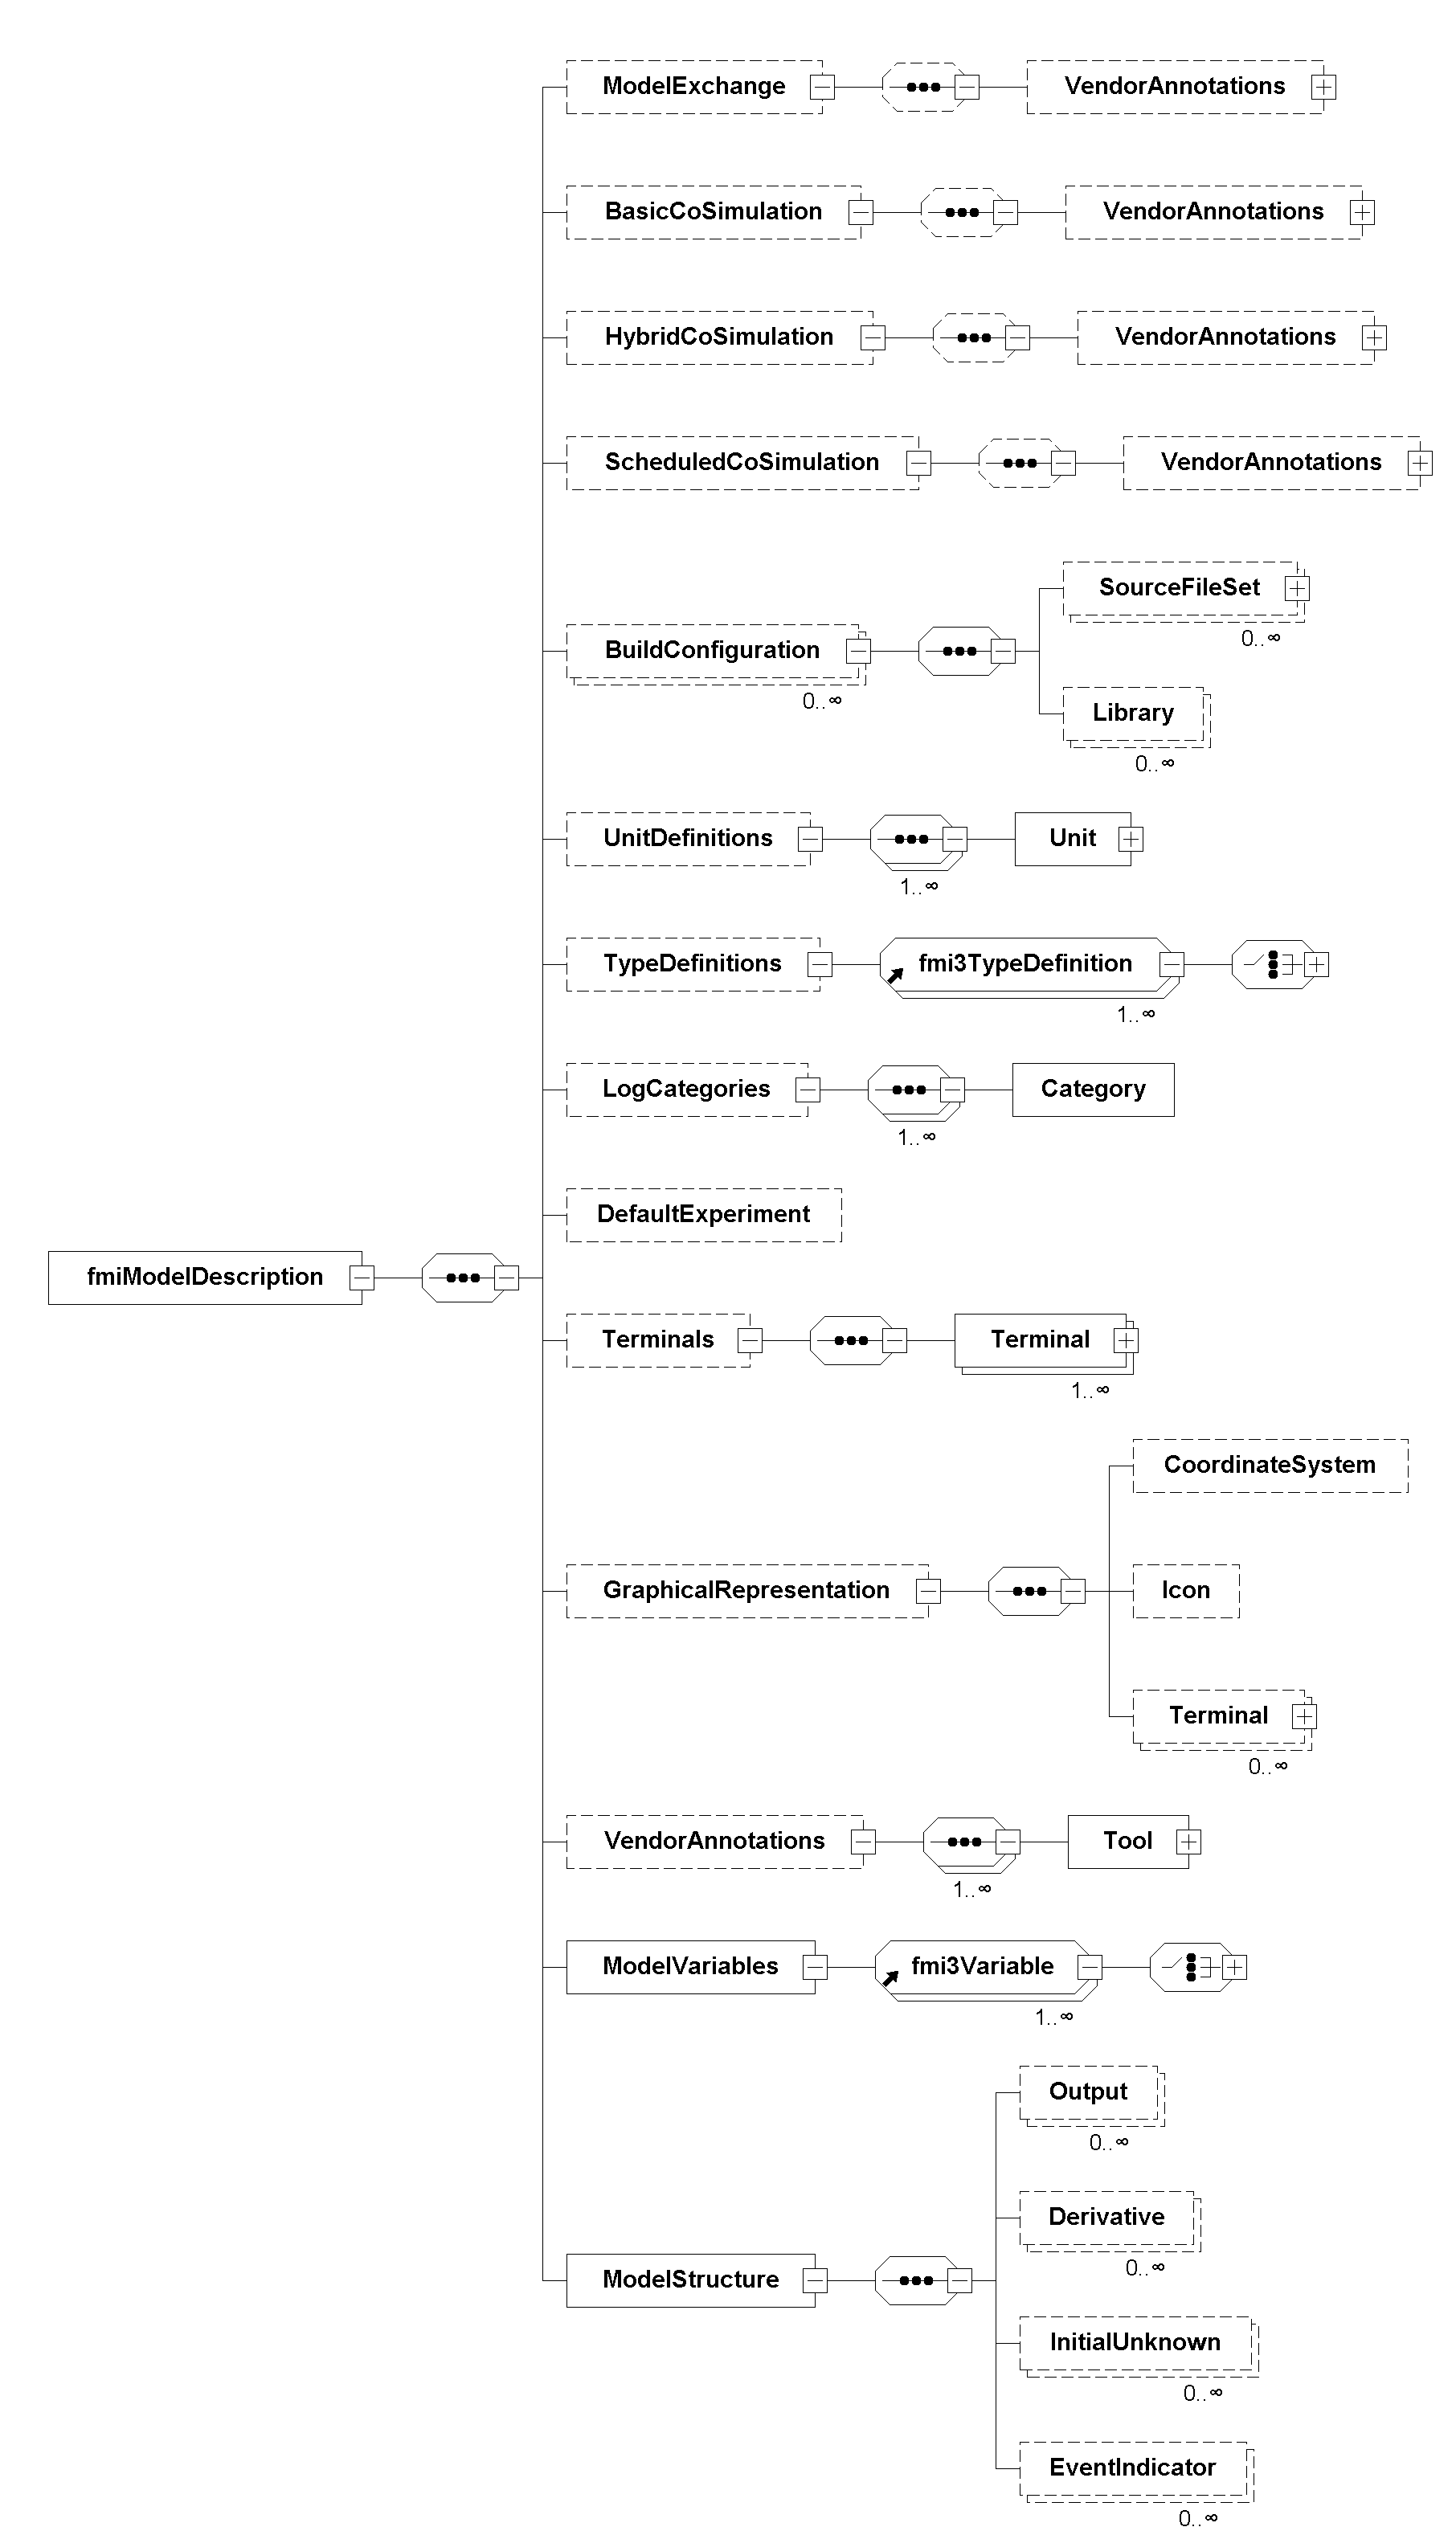 ModelExchange VendorAnnotations
BasicCoSimulation VendorAnnotations
HybridCoSimulation VendorAnnotations
ScheduledCoSimulation VendorAnnotations
SourceFileSet
0..∞
BuildConfiguration
0..∞
Library
0..∞
UnitDefinitions Unit
1..∞
TypeDefinitions fmi3TypeDefinition
1..∞
LogCategories Category
1..∞
DefaultExperiment
fmiModelDescription
Terminals Terminal
1..∞
CoordinateSystem
GraphicalRepresentation Icon
Terminal
0..∞
VendorAnnotations Tool
1..∞
ModelVariables fmi3Variable
1..∞
Output
0..∞
Derivative
0..∞
ModelStructure
InitialUnknown
0..∞
EventIndicator
0..∞